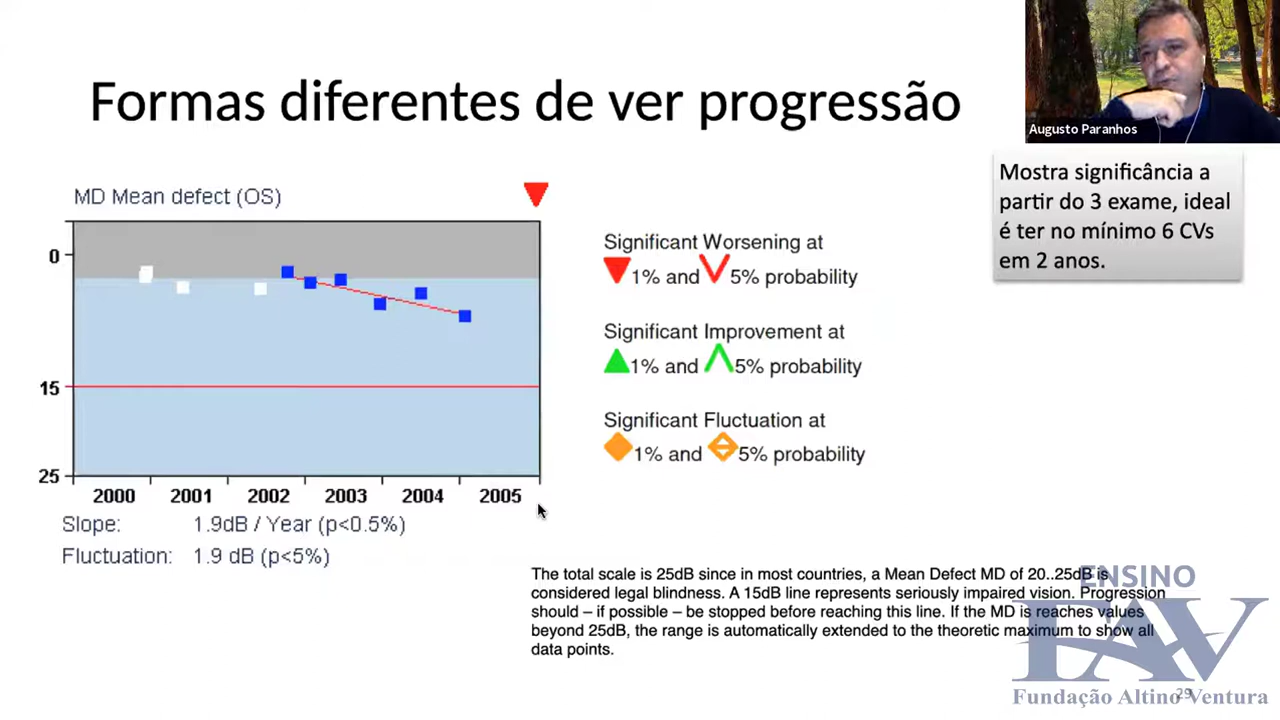 Formas diferentes de ver progressão
Augusto Paranhos
Mostra significância a
partir do 3 exame, ideal
é ter no mínimo 6 CVs
em 2 anos.
MD Mean defect (OS)
0
15
25
2000 2001 2002 2003 2004 2005
Slope: 1.9dB / Year (p<0.5%)
Fluctuation: 1.9 dB (p<5%)
Significant Worsening at
1% and 5% probability
Significant Improvement at
1% and 5% probability
Significant Fluctuation at
1% and 5% probability
The total scale is 25dB since in most countries, a Mean Defect MD of 20..25dB is
considered legal blindness. A 15dB line represents seriously impaired vision. Progression
should – if possible – be stopped before reaching this line. If the MD is reaches values
beyond 25dB, the range is automatically extended to the theoretic maximum to show all
data points.
ENSINO
FAV
Fundação Altino Ventura
29